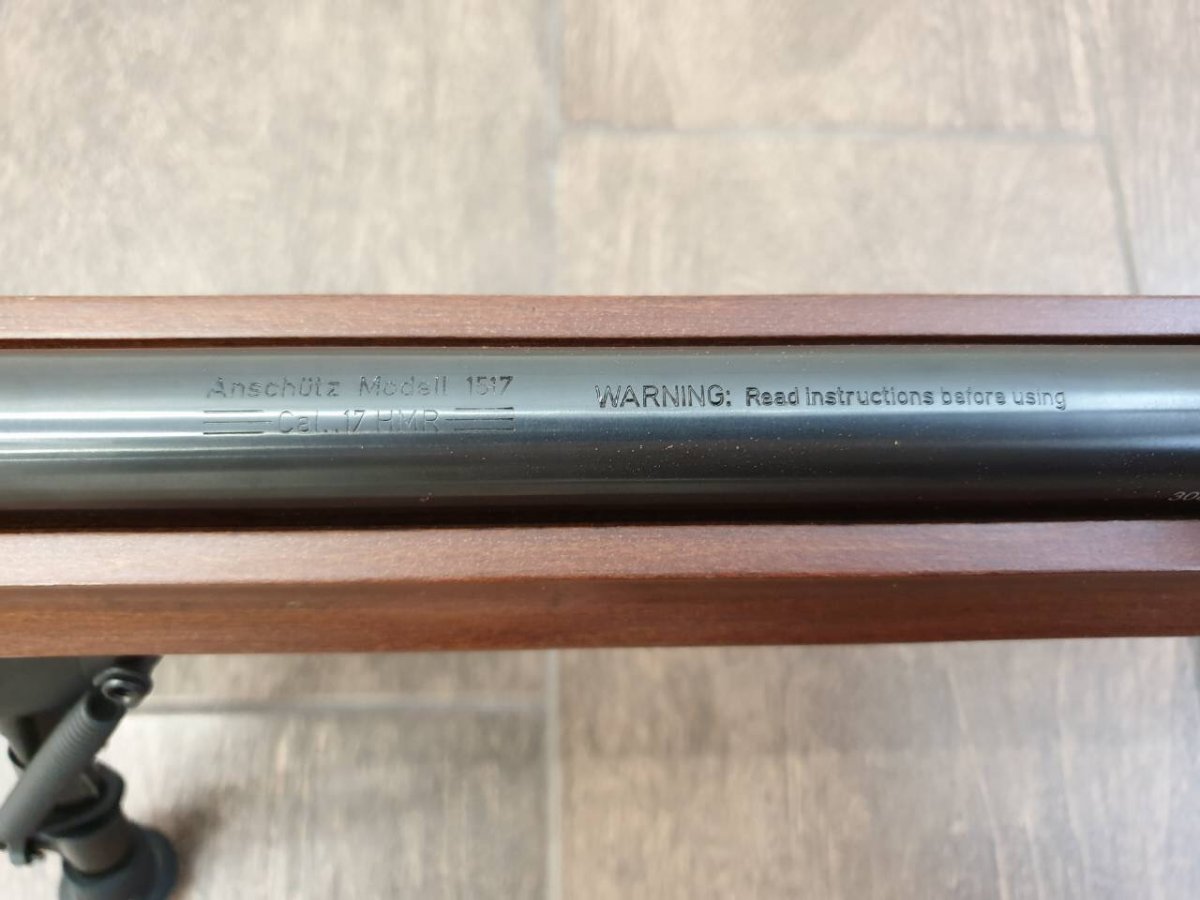 Anschütz Modell 1517
Cal..17 HMR
WARNING: Read instructions before using